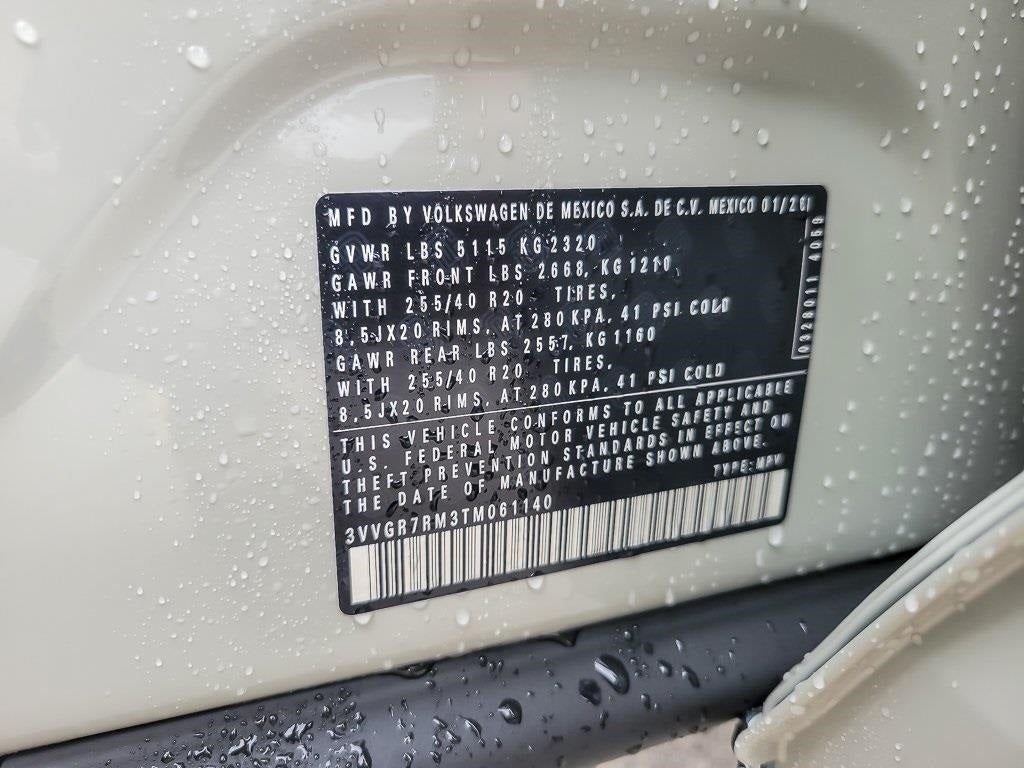 MFD BY VOLKSWAGEN DE MEXICO S.A. DE C.V. MEXICO 01/26
GVWR LBS 5115 KG 2320
GAWR FRONT LBS 2668, KG 1210,
WITH 255/40 R20 TIRES,
8,5JX20 RIMS, AT 280 KPA, 41 PSI COLD
GAWR REAR LBS 2557, KG 1160
WITH 255/40 R20 TIRES,
8,5JX20 RIMS, AT 280 KPA, 41 PSI COLD
THIS VEHICLE CONFORMS TO ALL APPLICABLE
U.S. FEDERAL MOTOR VEHICLE SAFETY AND
THEFT PREVENTION STANDARDS IN EFFECT ON
THE DATE OF MANUFACTURE SHOWN ABOVE.
TYPE: MPV
3VVGR7RM3TM061140